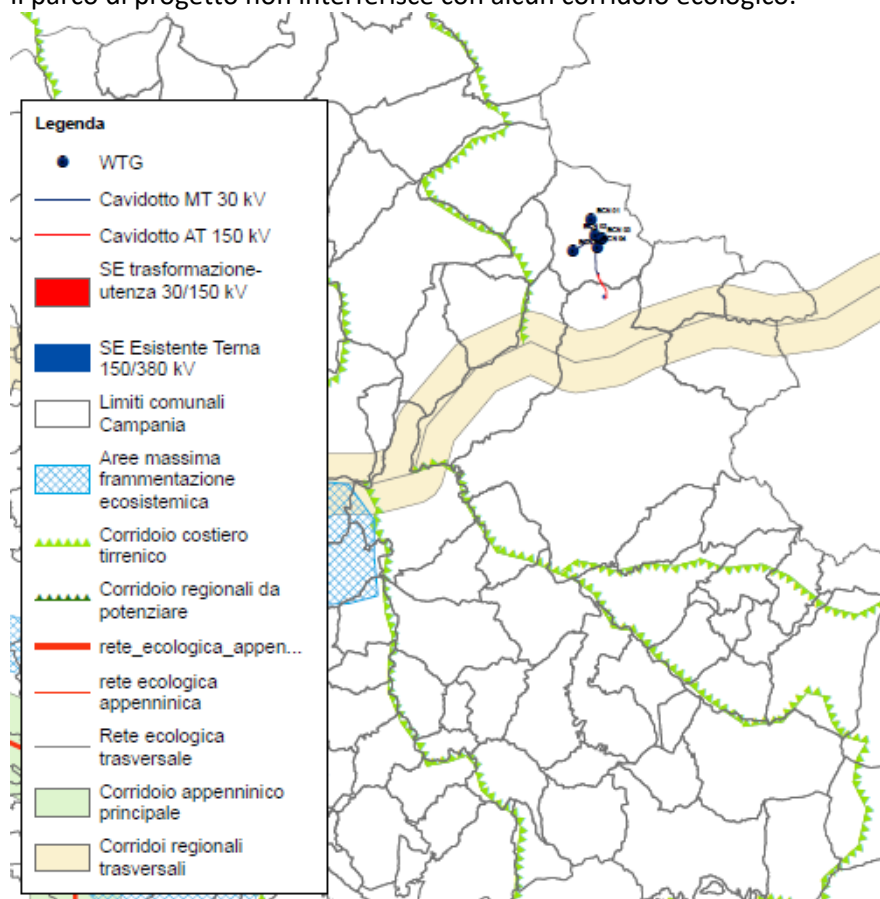 il parco di progetto non interferisce con alcun corridoio ecologico.
Legenda
WTG
Cavidotto MT 30 kV
Cavidotto AT 150 kV
SE trasformazione-
utenza 30/150 kV
SE Esistente Terna
150/380 kV
Limiti comunali
Campania
Aree massima
frammentazione
ecosistemica
Corridoio costiero
tirrenico
Corridoio regionali da
potenziare
rete_ecologica_appen...
rete ecologica
appenninica
Rete ecologica
trasversale
Corridoio appenninico
principale
Corridoi regionali
trasversali